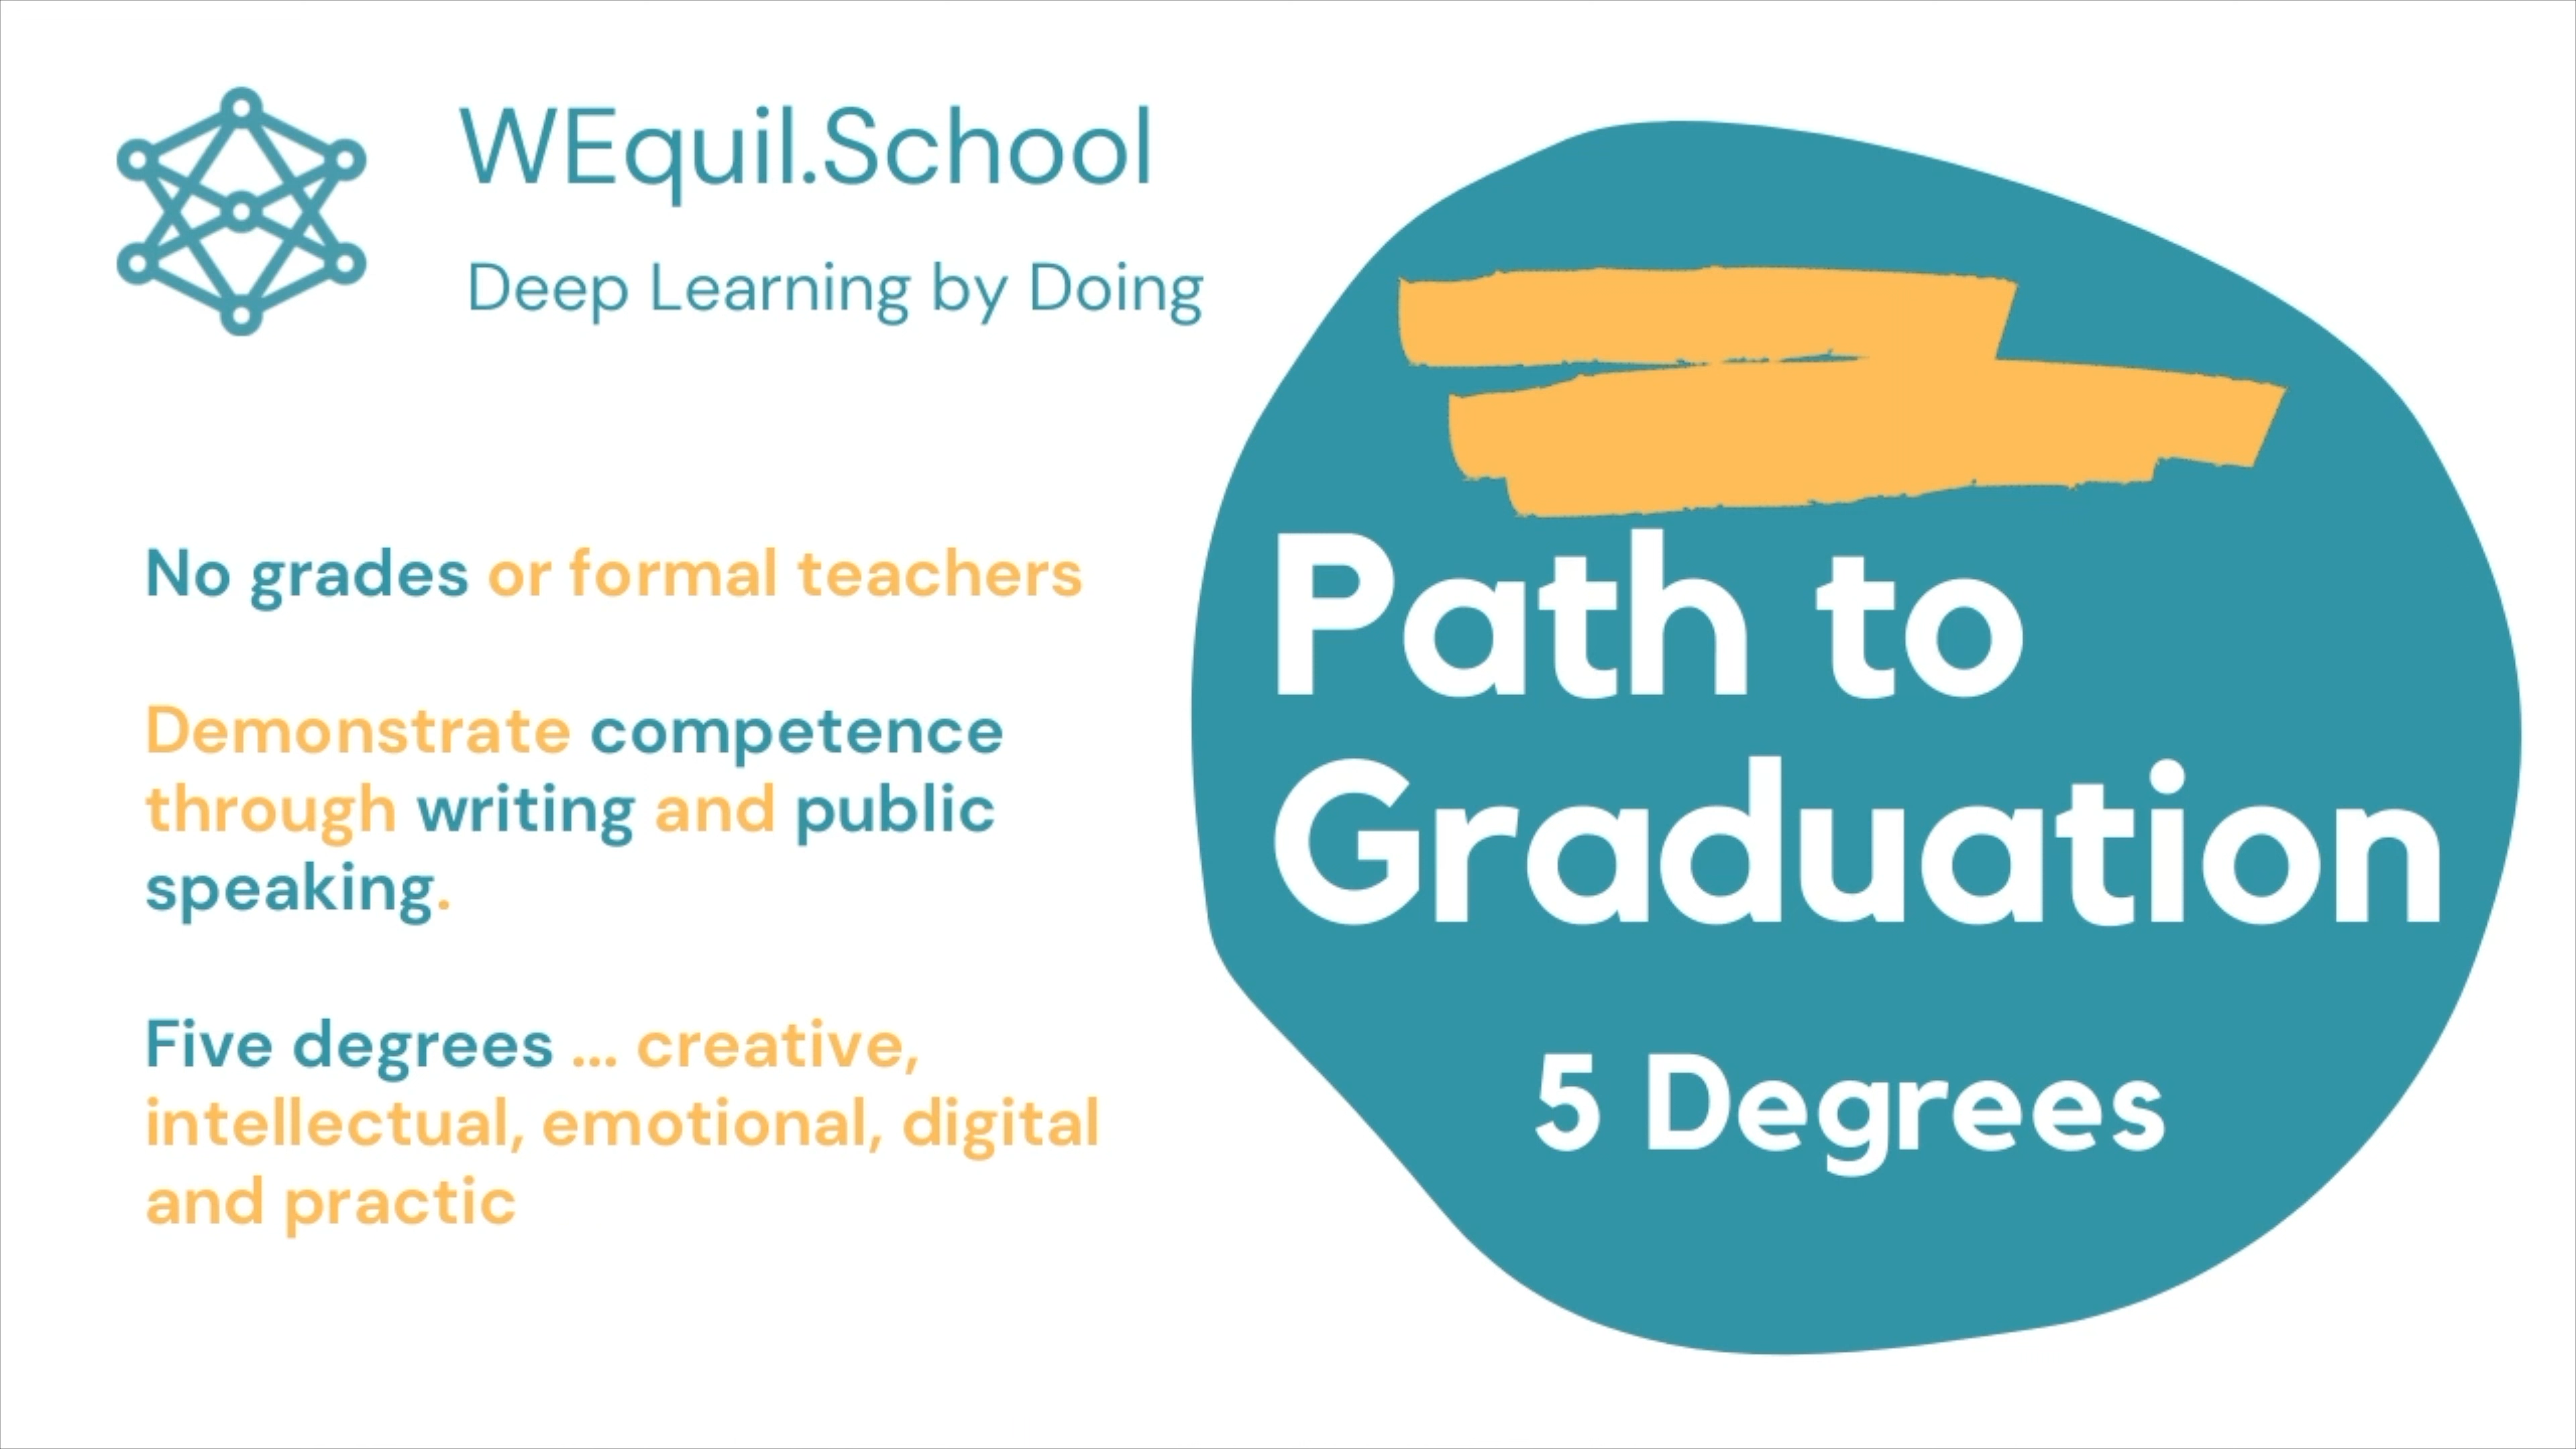 WEquil.School
Deep Learning by Doing
No grades or formal teachers
Demonstrate competence
through writing and public
speaking.
Five degrees ... creative,
intellectual, emotional, digital
and practic
Path to
Graduation
5 Degrees